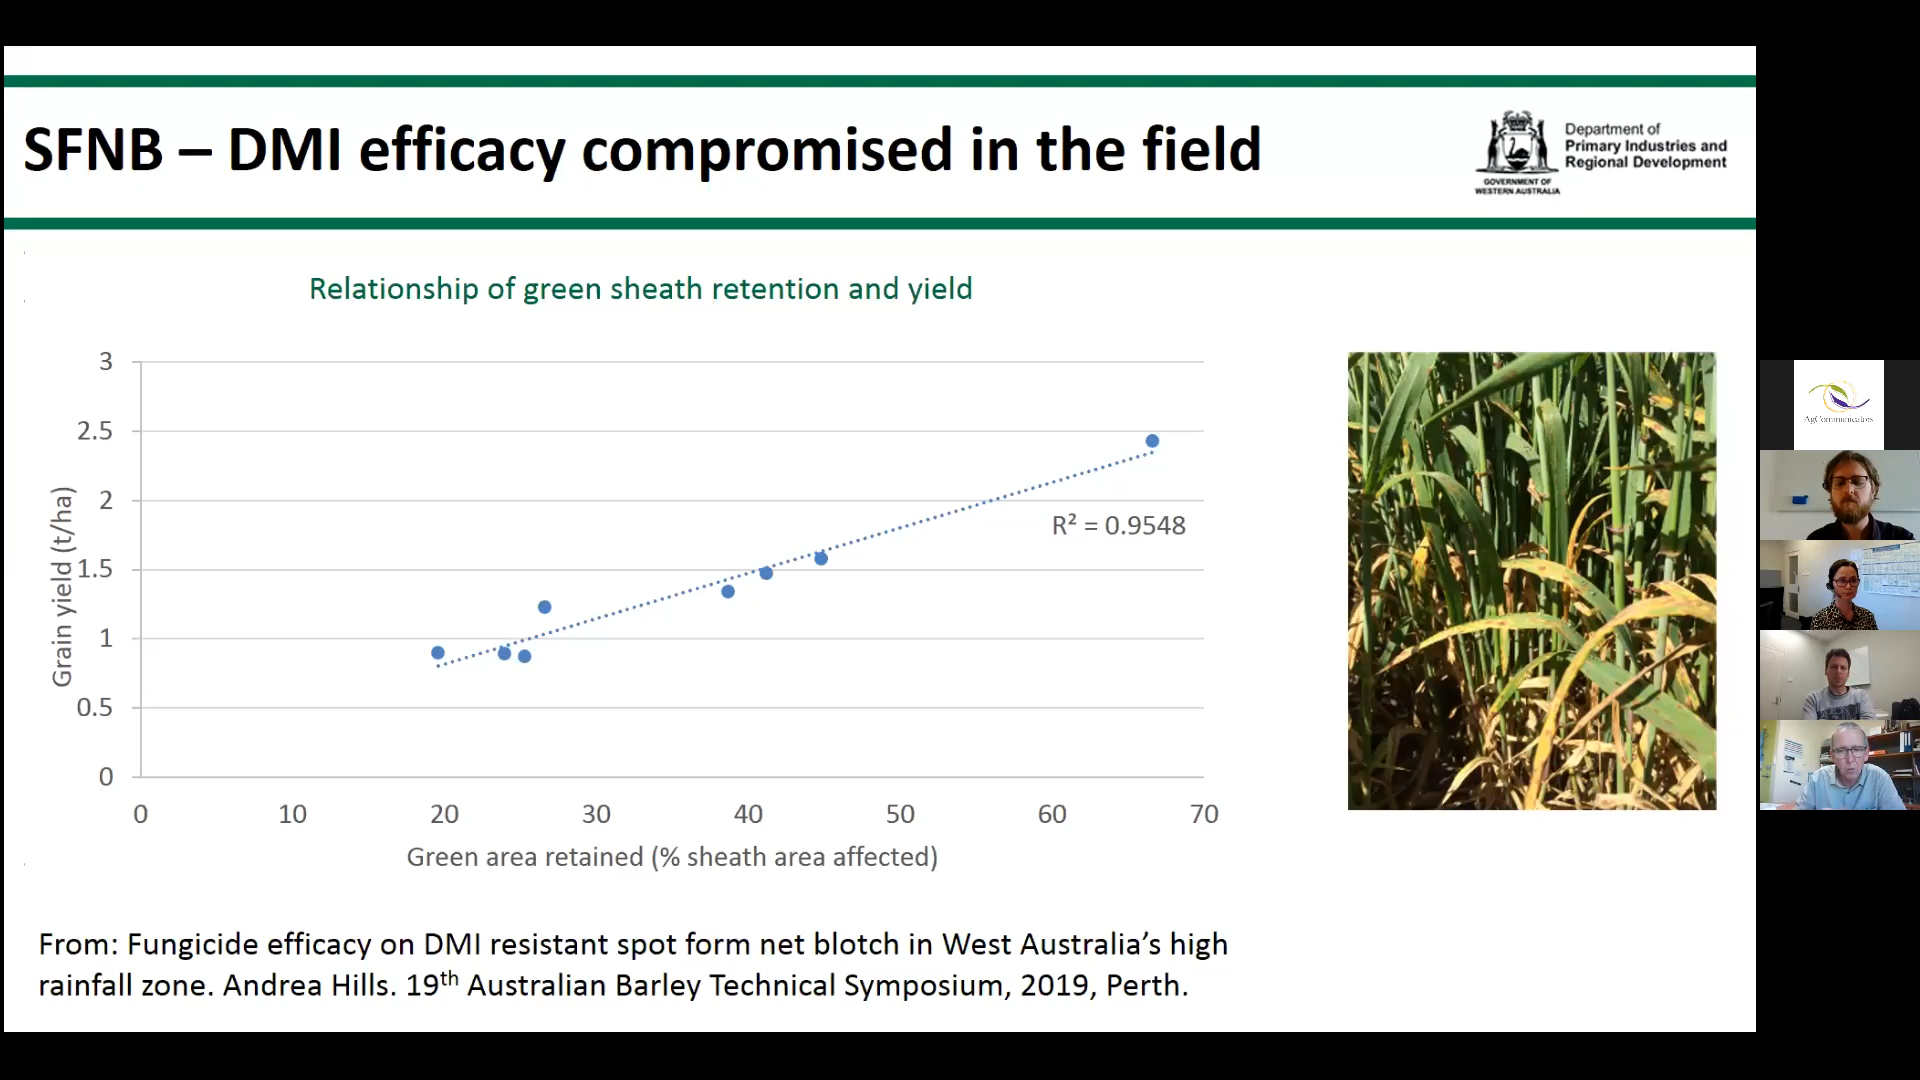 SFNB – DMI efficacy compromised in the field
Department of
Primary Industries and
Regional Development
GOVERNMENT OF
WESTERN AUSTRALIA
Relationship of green sheath retention and yield
3
2.5
2
1.5
1
0.5
0
Grain yield (t/ha)
R² = 0.9548
0 10 20 30 40 50 60 70
Green area retained (% sheath area affected)
From: Fungicide efficacy on DMI resistant spot form net blotch in West Australia’s high
rainfall zone. Andrea Hills. 19th Australian Barley Technical Symposium, 2019, Perth.
AgCommunicators